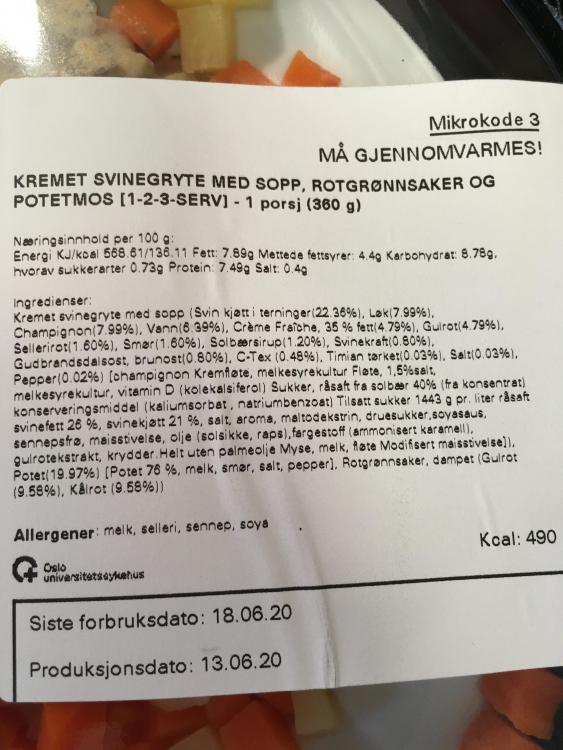 Mikrokode 3
MÅ GJENNOMVARMES!
KREMET SVINEGRYTE MED SOPP, ROTGRØNNSAKER OG
POTETMOS [1-2-3-SERV] - 1 porsj (360 g)
Næringsinnhold per 100 g:
Energi KJ/kcal 568.61/136.11 Fett: 7.89g Mettede fettsyrer: 4.4g Karbohydrat: 8.78g,
hvorav sukkerarter 0.73g Protein: 7.49g Salt: 0.4g
Ingredienser:
Kremet svinegryte med sopp (Svin kjøtt i terninger(22.36%), Løk(7.99%),
Champignon(7.99%), Vann(6.39%), Crème Fraîche, 35 % fett(4.79%), Gulrot(4.79%),
Sellerirot(1.60%), Smør(1.60%), Solbærsirup(1.20%), Svinekraft(0.80%),
Gudbrandsdalsost, brunost(0.80%), C-Tex (0.48%), Timian tørket(0.03%), Salt(0.03%),
Pepper(0.02%) [champignon Kremfløte, melkesyrekultur Fløte, 1,5%salt,
melkesyrekultur, vitamin D (kolekalsiferol) Sukker, råsaft fra solbær 40% (fra konsentrat)
konserveringsmiddel (kaliumsorbat, natriumbenzoat) Tilsatt sukker 1443 g pr. liter råsaft
svinefett 26 %, svinekjøtt 21 %, salt, aroma, maltodekstrin, druesukker,soyasaus,
sennepsfrø, maisstivelse, olje (solsikke, raps),fargestoff (ammonisert karamell),
gulrotekstrakt, krydder.Helt uten palmeolje Myse, melk, fløte Modifisert maisstivelse]),
Potet(19.97%) [Potet 76 %, melk, smør, salt, pepper], Rotgrønnsaker, dampet (Gulrot
(9.58%), Kålrot (9.58%))
Allergener: melk, selleri, sennep, soya
Kcal: 490
Oslo
universitetssykehus
Siste forbruksdato: 18.06.20
Produksjonsdato: 13.06.20